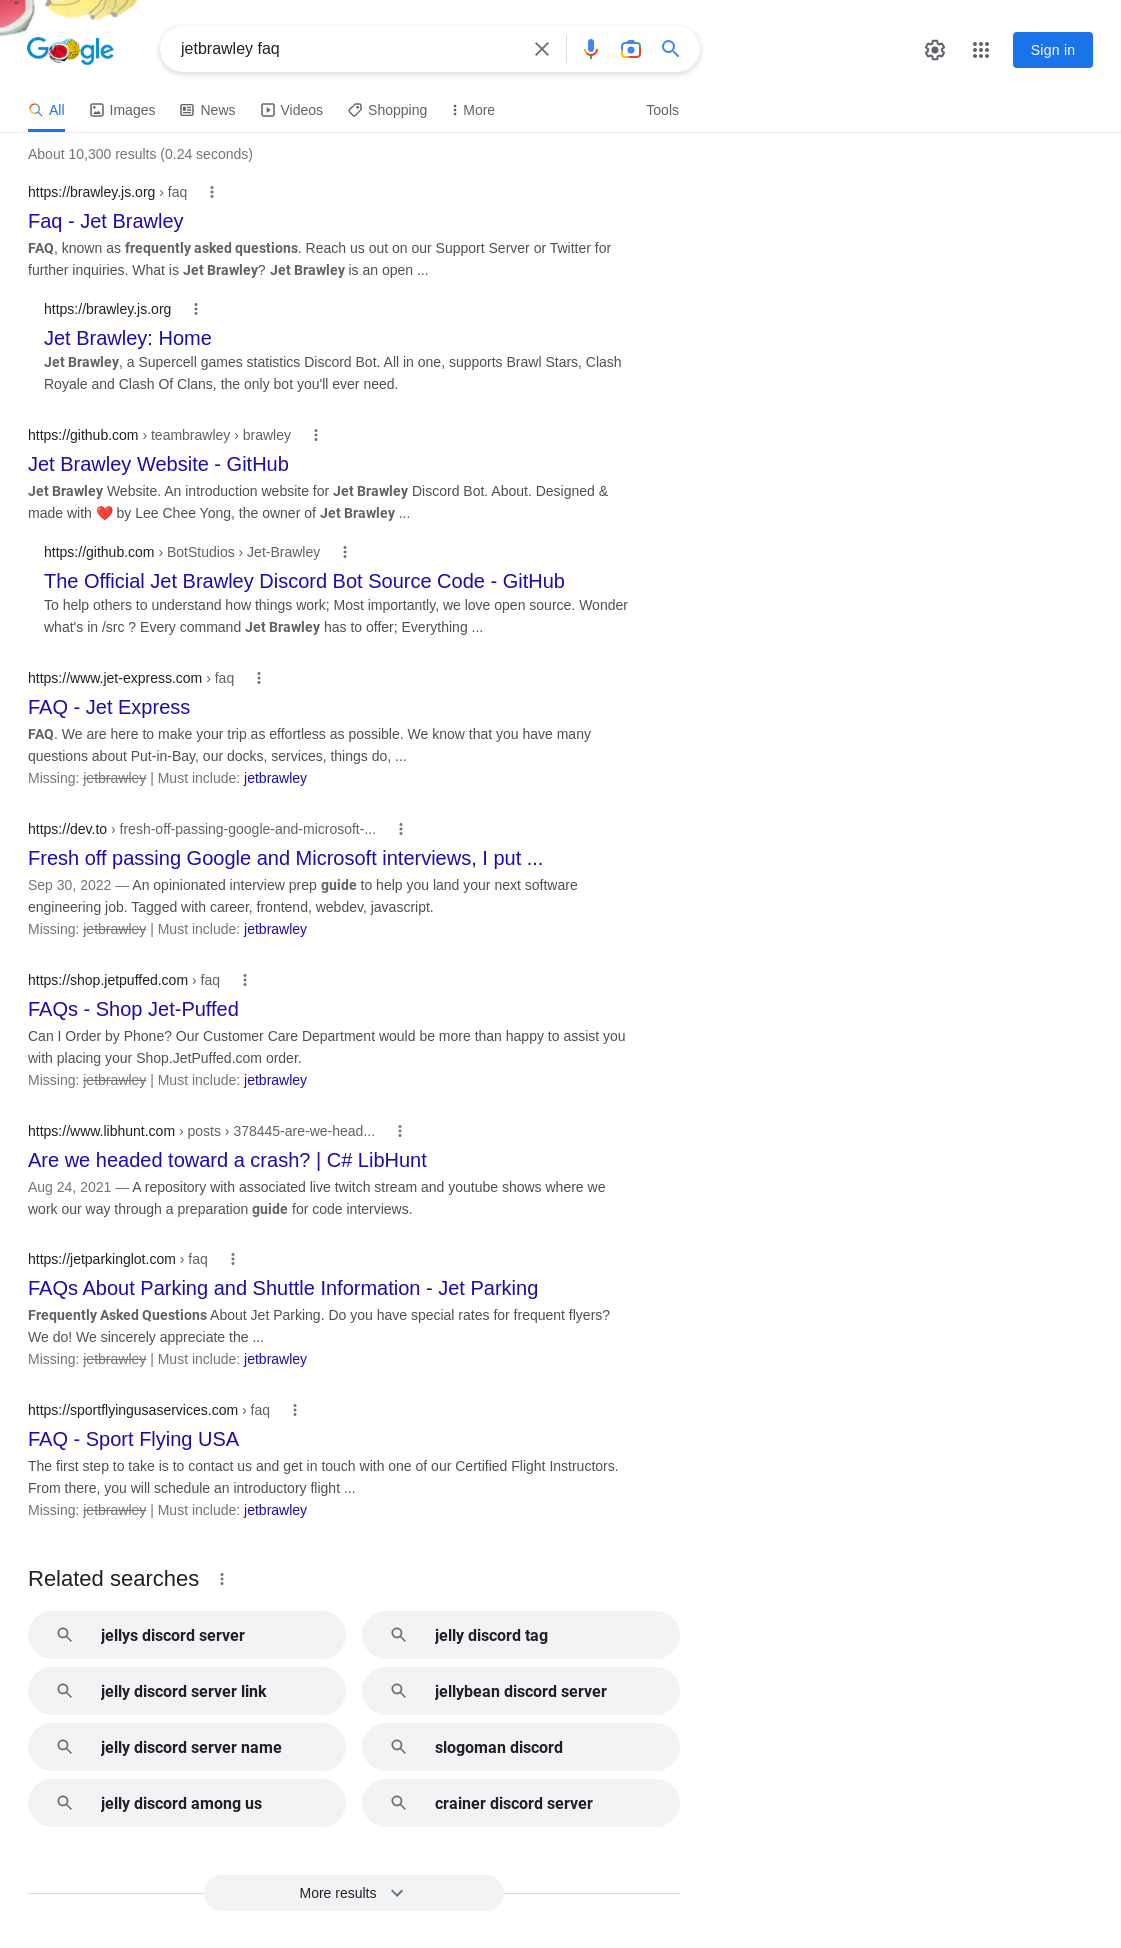 Google
jetbrawley faq
Sign in
All Images News Videos Shopping More Tools
About 10,300 results (0.24 seconds)
https://brawley.js.org › faq
Faq - Jet Brawley
FAQ, known as frequently asked questions. Reach us out on our Support Server or Twitter for
further inquiries. What is Jet Brawley? Jet Brawley is an open ...
https://brawley.js.org
Jet Brawley: Home
Jet Brawley, a Supercell games statistics Discord Bot. All in one, supports Brawl Stars, Clash
Royale and Clash Of Clans, the only bot you'll ever need.
https://github.com › teambrawley › brawley
Jet Brawley Website - GitHub
Jet Brawley Website. An introduction website for Jet Brawley Discord Bot. About. Designed &
made with ❤️ by Lee Chee Yong, the owner of Jet Brawley ...
https://github.com › BotStudios › Jet-Brawley
The Official Jet Brawley Discord Bot Source Code - GitHub
To help others to understand how things work; Most importantly, we love open source. Wonder
what's in /src ? Every command Jet Brawley has to offer; Everything ...
https://www.jet-express.com › faq
FAQ - Jet Express
FAQ. We are here to make your trip as effortless as possible. We know that you have many
questions about Put-in-Bay, our docks, services, things do, ...
Missing: jetbrawley | Must include: jetbrawley
https://dev.to › fresh-off-passing-google-and-microsoft-...
Fresh off passing Google and Microsoft interviews, I put ...
Sep 30, 2022 — An opinionated interview prep guide to help you land your next software
engineering job. Tagged with career, frontend, webdev, javascript.
Missing: jetbrawley | Must include: jetbrawley
https://shop.jetpuffed.com › faq
FAQs - Shop Jet-Puffed
Can I Order by Phone? Our Customer Care Department would be more than happy to assist you
with placing your Shop.JetPuffed.com order.
Missing: jetbrawley | Must include: jetbrawley
https://www.libhunt.com › posts › 378445-are-we-head...
Are we headed toward a crash? | C# LibHunt
Aug 24, 2021 — A repository with associated live twitch stream and youtube shows where we
work our way through a preparation guide for code interviews.
https://jetparkinglot.com › faq
FAQs About Parking and Shuttle Information - Jet Parking
Frequently Asked Questions About Jet Parking. Do you have special rates for frequent flyers?
We do! We sincerely appreciate the ...
Missing: jetbrawley | Must include: jetbrawley
https://sportflyingusaservices.com › faq
FAQ - Sport Flying USA
The first step to take is to contact us and get in touch with one of our Certified Flight Instructors.
From there, you will schedule an introductory flight ...
Missing: jetbrawley | Must include: jetbrawley
Related searches
jellys discord server
jelly discord tag
jelly discord server link
jellybean discord server
jelly discord server name
slogoman discord
jelly discord among us
crainer discord server
More results